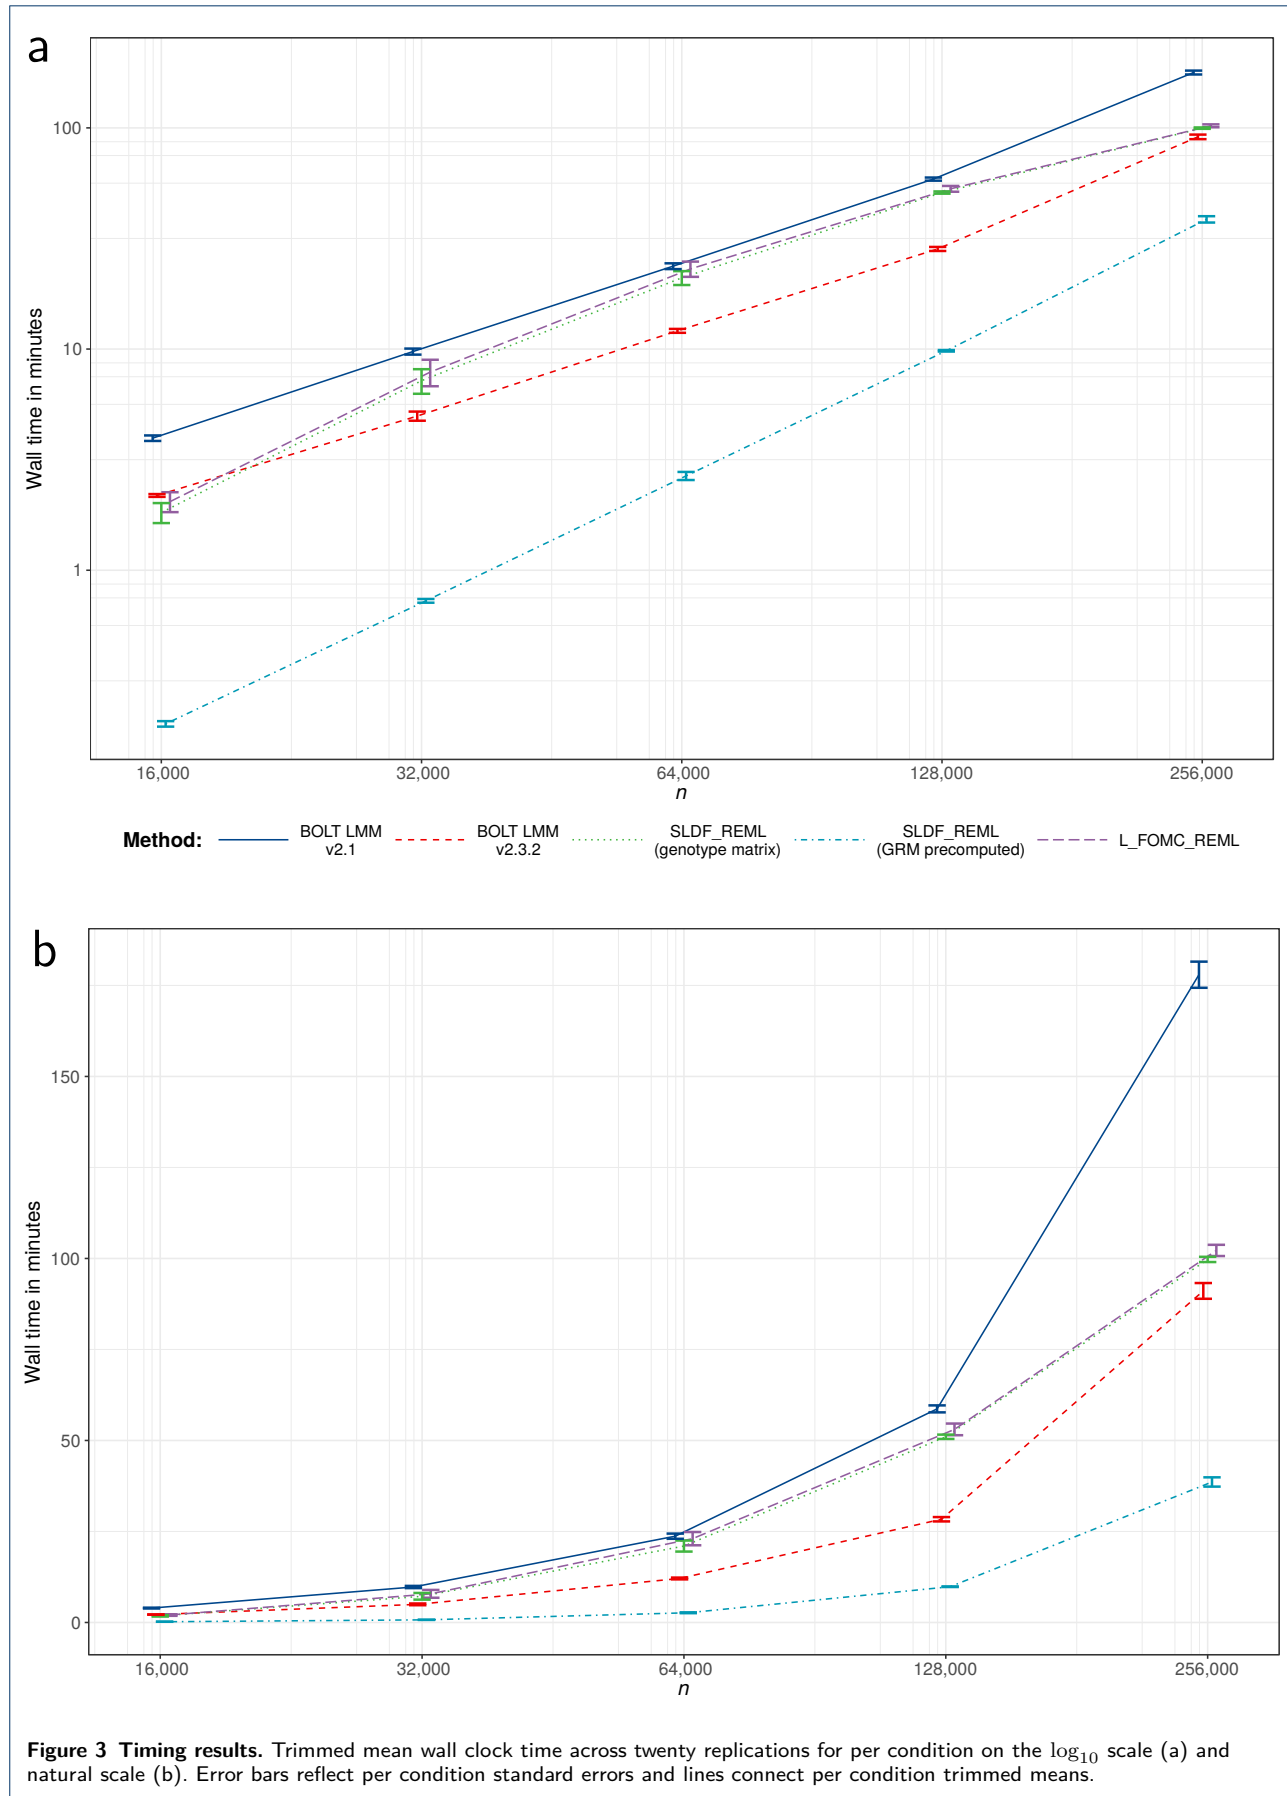 a
Wall time in minutes
100
10
1
16,000 32,000 64,000 128,000 256,000
n
Method: BOLT LMM v2.1 BOLT LMM v2.3.2 SLDF_REML (genotype matrix) SLDF_REML (GRM precomputed) L_FOMC_REML
b
Wall time in minutes
150
100
50
0
16,000 32,000 64,000 128,000 256,000
n
Figure 3 Timing results. Trimmed mean wall clock time across twenty replications for per condition on the log10 scale (a) and
natural scale (b). Error bars reflect per condition standard errors and lines connect per condition trimmed means.